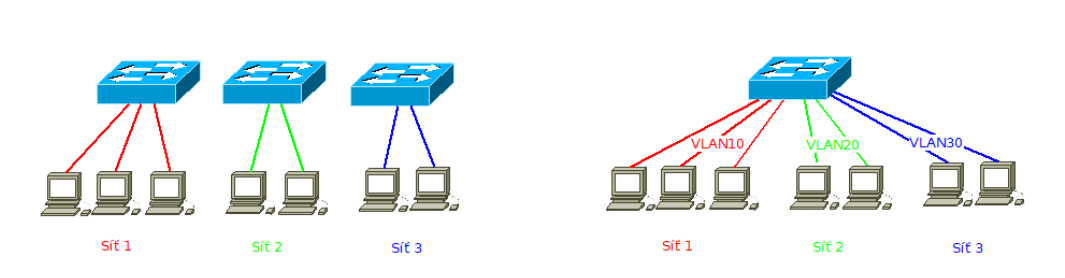 VLAN10
VLAN20
VLAN30
Síť 1
Síť 2
Síť 3
Síť 1
Síť 2
Síť 3